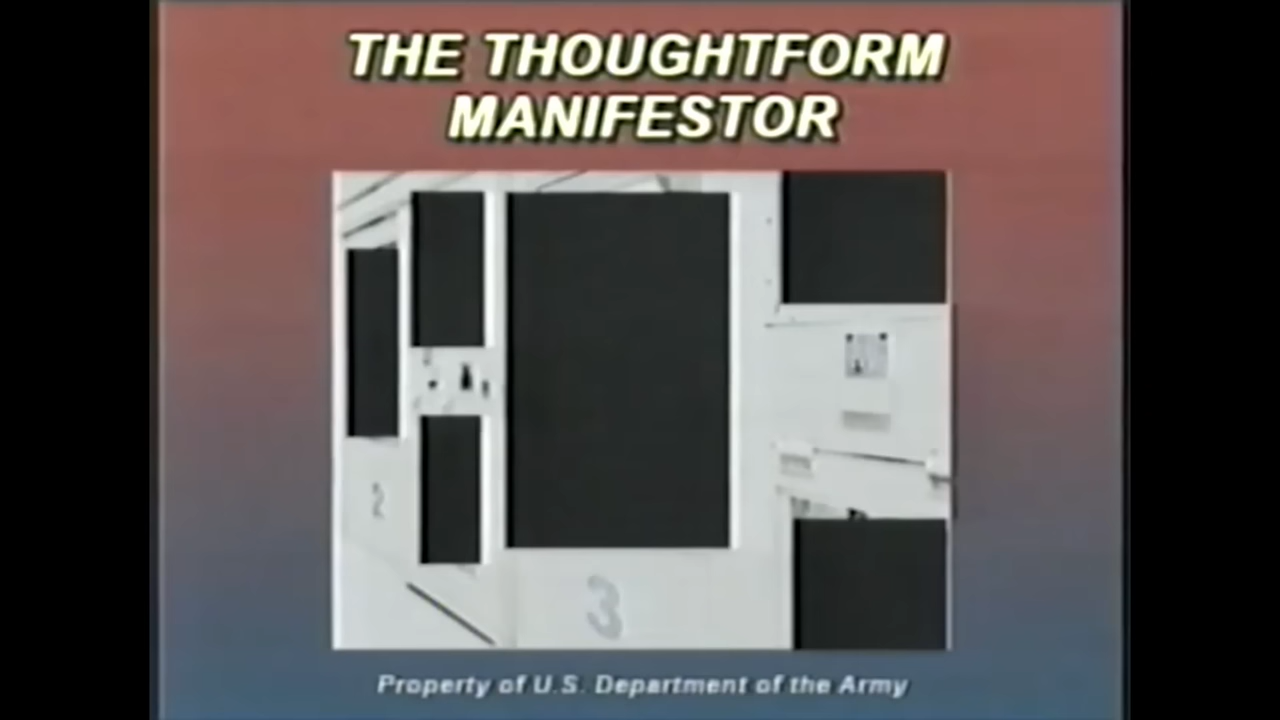 THE THOUGHTFORM
MANIFESTOR
2
3
Property of U.S. Department of the Army